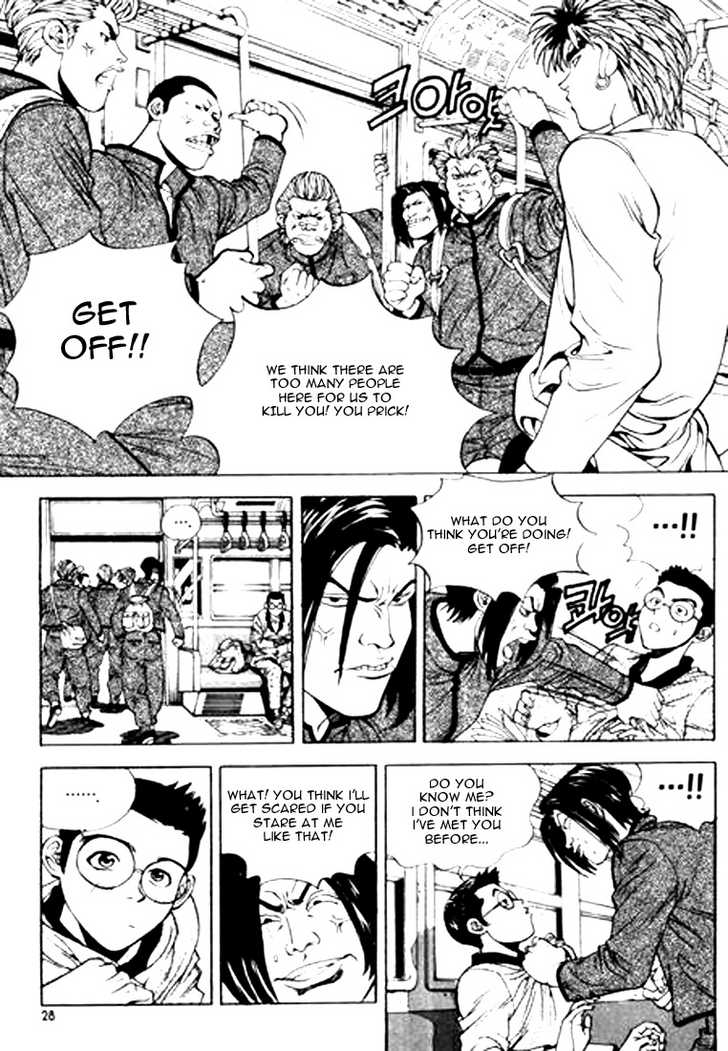 GET
OFF!!
WE THINK THERE ARE
TOO MANY PEOPLE
HERE FOR US TO
KILL YOU! YOU PRICK!
...
WHAT DO YOU
THINK YOU'RE DOING!
GET OFF!
...!!
......
WHAT! YOU THINK I'LL
GET SCARED IF YOU
STARE AT ME
LIKE THAT!
DO YOU
KNOW ME?
I DON'T THINK
I'VE MET YOU
BEFORE...
...!!
28